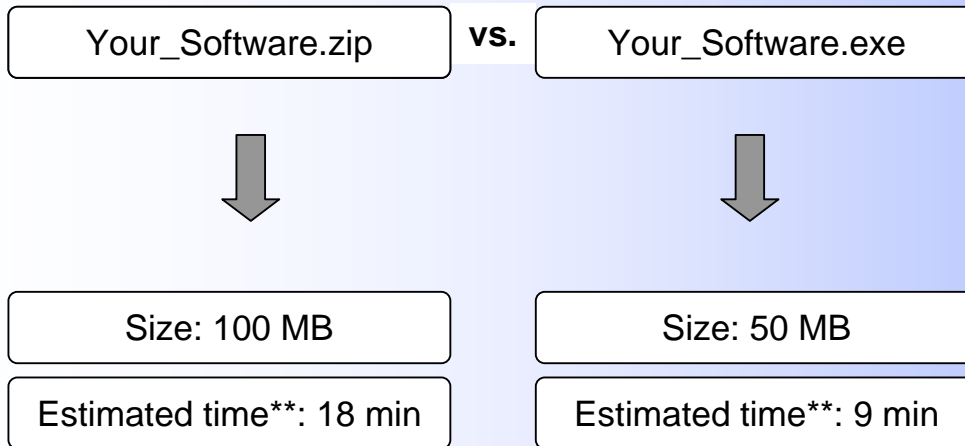 Your_Software.zip vs. Your_Software.exe
Size: 100 MB Size: 50 MB
Estimated time**: 18 min Estimated time**: 9 min